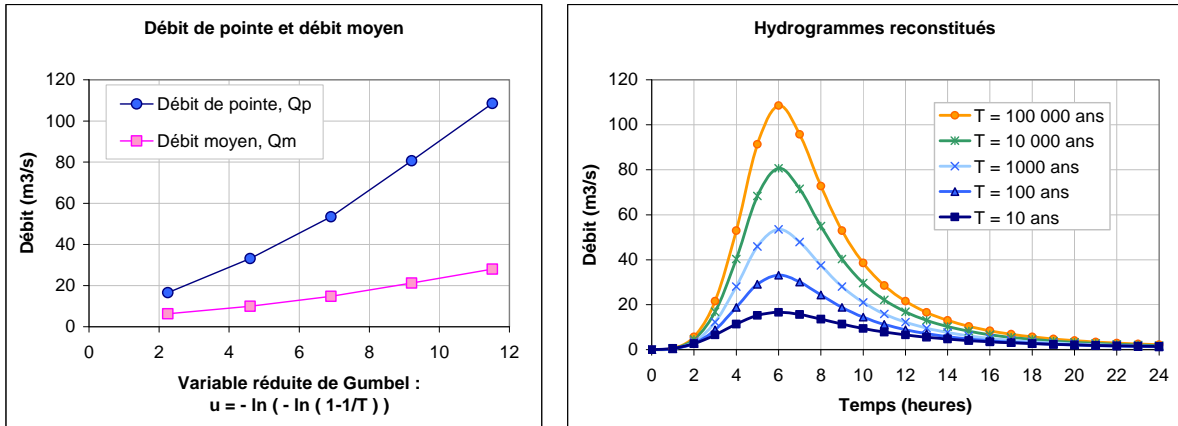 Débit de pointe et débit moyen
120
100
80
60
40
20
0
Débit (m3/s)
Débit de pointe, Qp
Débit moyen, Qm
0 2 4 6 8 10 12
Variable réduite de Gumbel :
u = - ln ( - ln ( 1-1/T ) )
Hydrogrammes reconstitués
120
100
80
60
40
20
0
Débit (m3/s)
T = 100 000 ans
T = 10 000 ans
T = 1000 ans
T = 100 ans
T = 10 ans
0 2 4 6 8 10 12 14 16 18 20 22 24
Temps (heures)